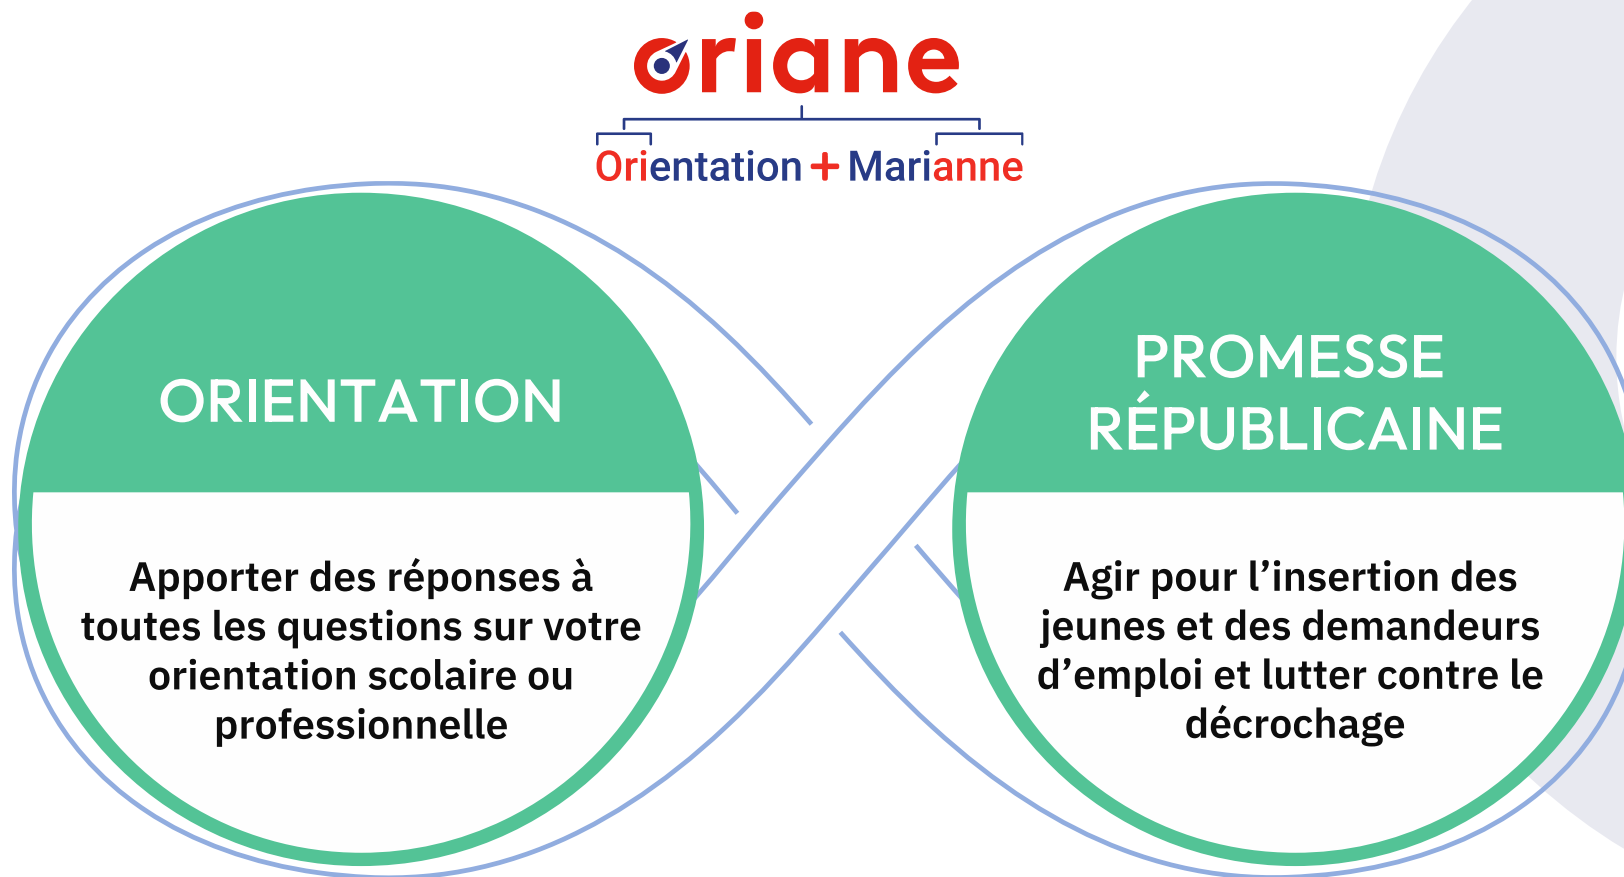 oriane
Orientation + Marianne
ORIENTATION
Apporter des réponses à
toutes les questions sur votre
orientation scolaire ou
professionnelle
PROMESSE
RÉPUBLICAINE
Agir pour l’insertion des
jeunes et des demandeurs
d’emploi et lutter contre le
décrochage